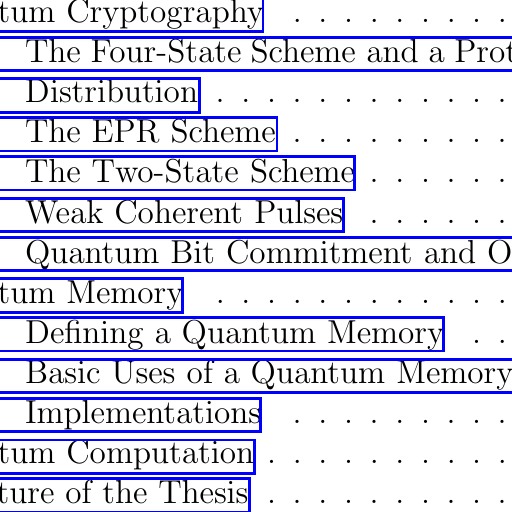 tum Cryptography . . . . . . . . .
The Four-State Scheme and a Prot
Distribution . . . . . . . . . . . .
The EPR Scheme . . . . . . . . .
The Two-State Scheme . . . . . .
Weak Coherent Pulses . . . . . .
Quantum Bit Commitment and O
tum Memory . . . . . . . . . . . .
Defining a Quantum Memory . .
Basic Uses of a Quantum Memory
Implementations . . . . . . . . .
tum Computation . . . . . . . . . .
ture of the Thesis . . . . . . . . . .